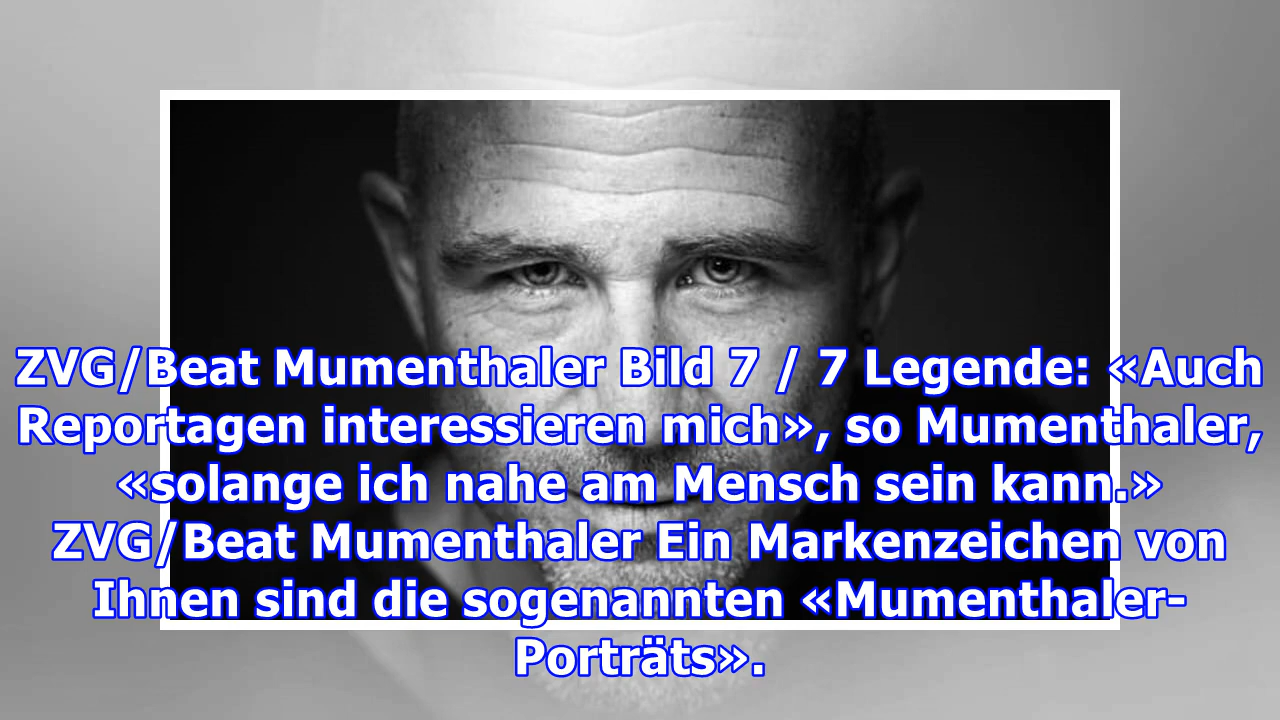 ZVG/Beat Mumenthaler Bild 7 / 7 Legende: «Auch
Reportagen interessieren mich», so Mumenthaler,
«solange ich nahe am Mensch sein kann.»
ZVG/Beat Mumenthaler Ein Markenzeichen von
Ihnen sind die sogenannten «Mumenthaler-
Porträts».